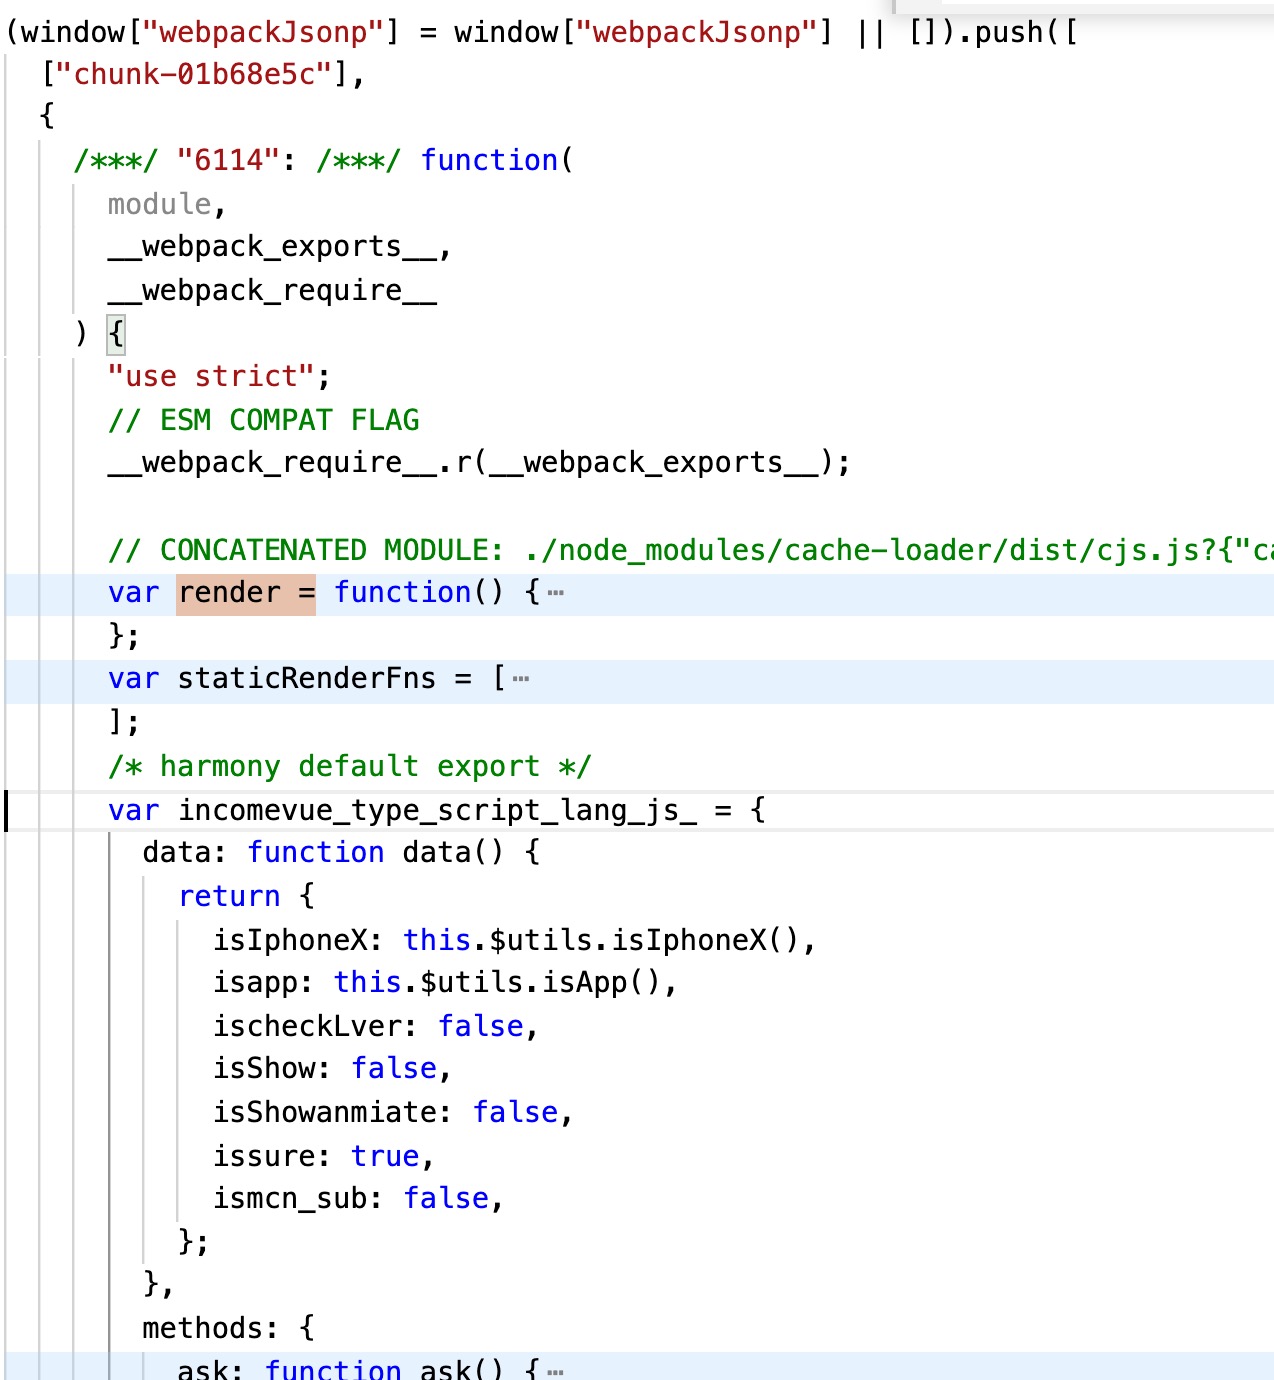 (window["webpackJsonp"] = window["webpackJsonp"] || []).push([
["chunk-01b68e5c"],
{
/***/ "6114": /***/ function(
module,
__webpack_exports__,
__webpack_require__
) {
"use strict";
// ESM COMPAT FLAG
__webpack_require__.r(__webpack_exports__);
// CONCATENATED MODULE: ./node_modules/cache-loader/dist/cjs.js?{"ca
var render = function() {⋯
};
var staticRenderFns = [⋯
];
/* harmony default export */
var incomevue_type_script_lang_js_ = {
data: function data() {
return {
isIphoneX: this.$utils.isIphoneX(),
isapp: this.$utils.isApp(),
ischeckLver: false,
isShow: false,
isShowanmiate: false,
issure: true,
ismcn_sub: false,
};
},
methods: {
ask: function ask() {⋯